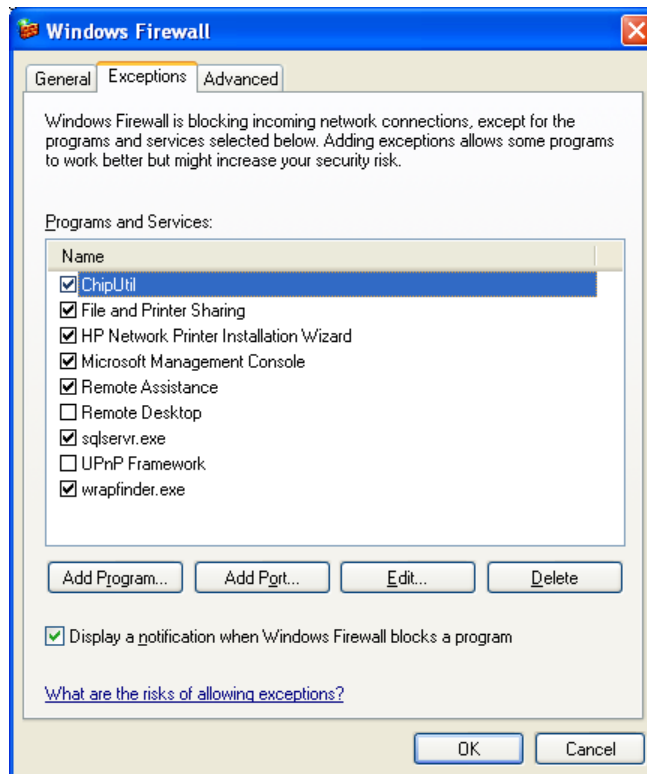 Windows Firewall
General
Exceptions
Advanced
Windows Firewall is blocking incoming network connections, except for the
programs and services selected below. Adding exceptions allows some programs
to work better but might increase your security risk.
Programs and Services:
Name
ChipUtil
File and Printer Sharing
HP Network Printer Installation Wizard
Microsoft Management Console
Remote Assistance
Remote Desktop
sqlservr.exe
UPnP Framework
wrapfinder.exe
Add Program...
Add Port...
Edit...
Delete
Display a notification when Windows Firewall blocks a program
What are the risks of allowing exceptions?
OK
Cancel